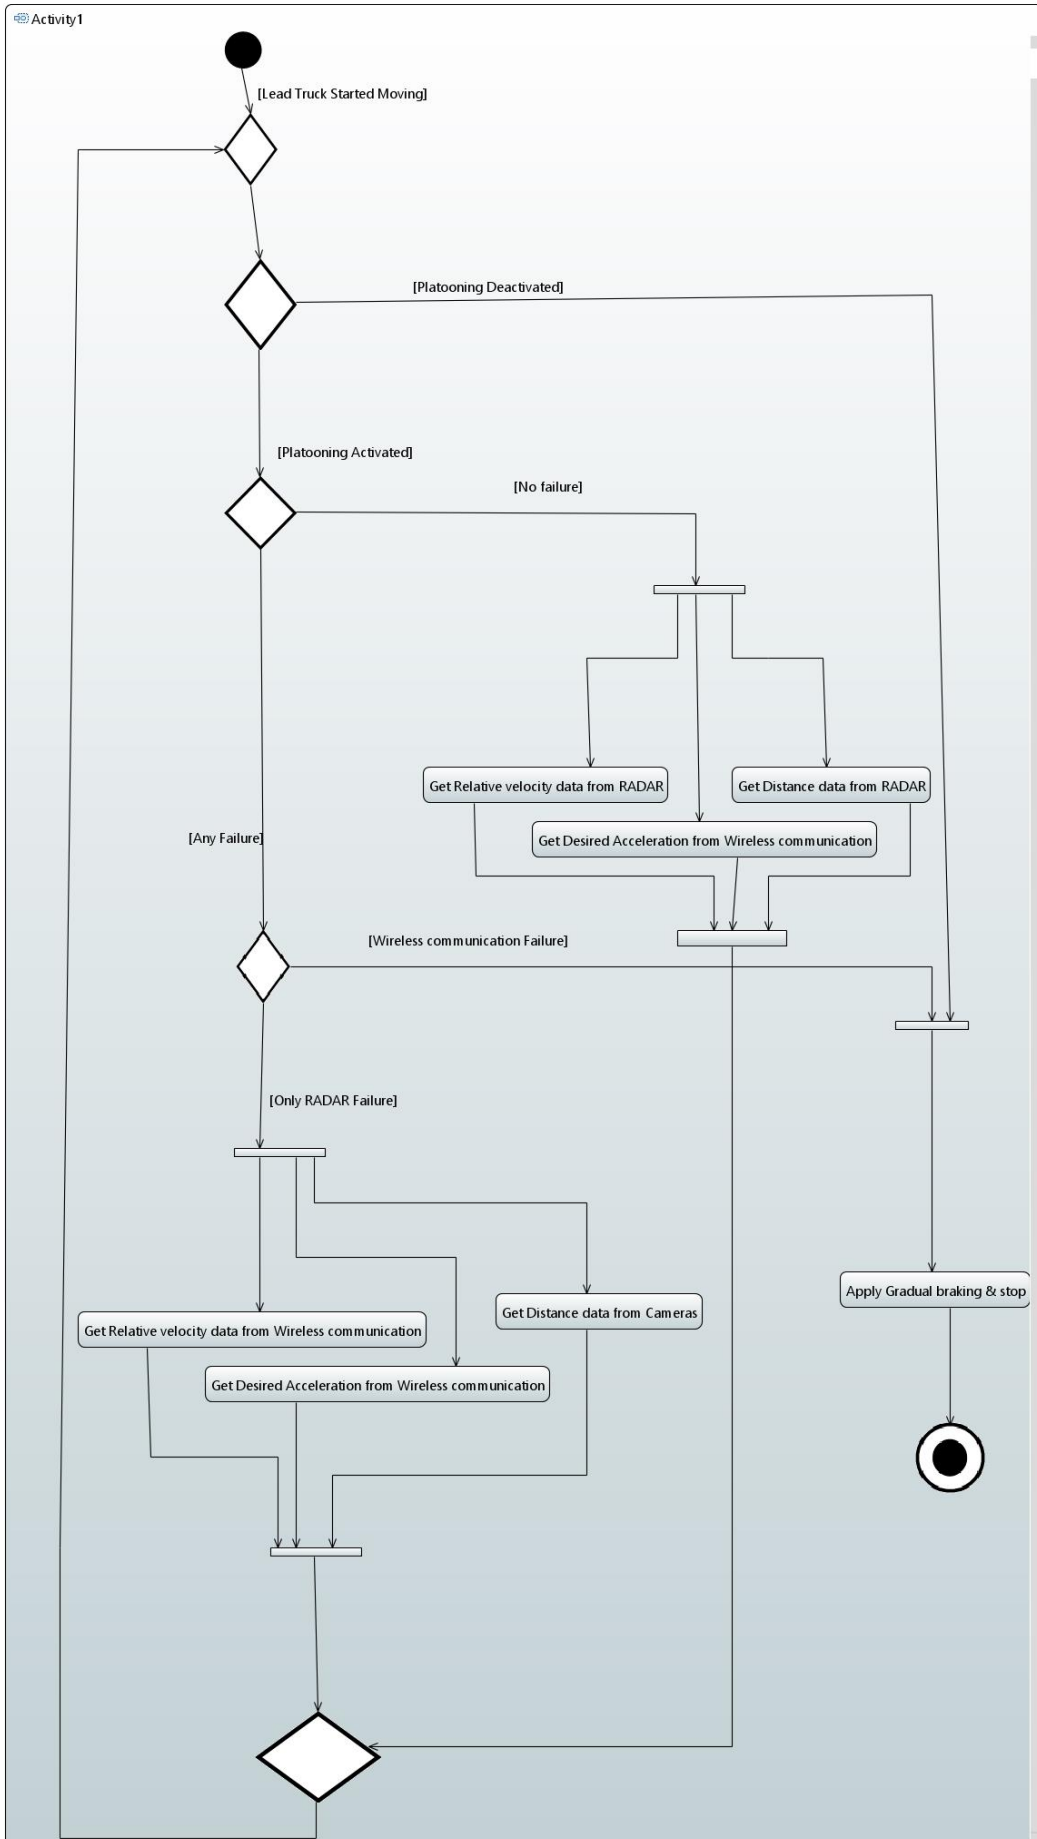 Activity1
[Lead Truck Started Moving]
[Platooning Deactivated]
[Platooning Activated]
[No failure]
Get Relative velocity data from RADAR
Get Distance data from RADAR
[Any Failure]
Get Desired Acceleration from Wireless communication
[Wireless communication Failure]
[Only RADAR Failure]
Apply Gradual braking & stop
Get Distance data from Cameras
Get Relative velocity data from Wireless communication
Get Desired Acceleration from Wireless communication